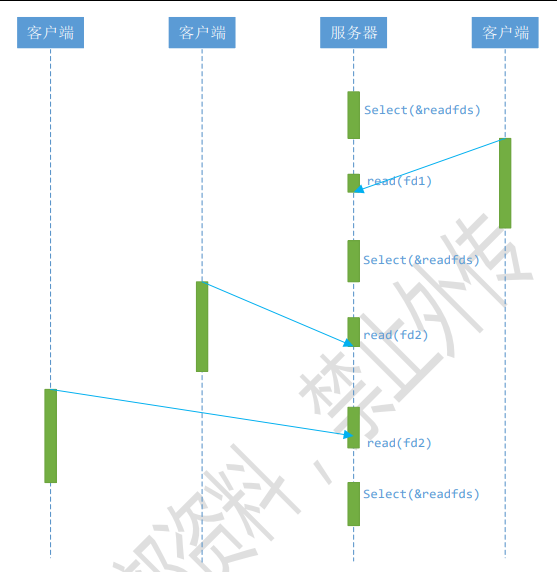 客户端
客户端
服务器
客户端
Select(&readfds)
read(fd1)
Select(&readfds)
read(fd2)
read(fd2)
Select(&readfds)
部资料，禁止外传